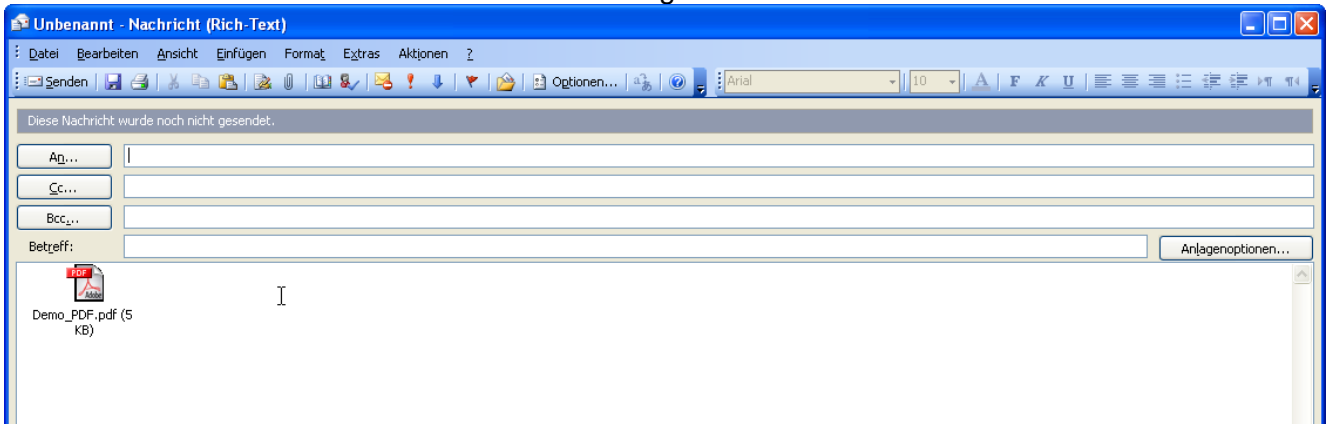 Unbenannt - Nachricht (Rich-Text)
Datei Bearbeiten Ansicht Einfügen Format Extras Aktionen ?
Senden Optionen... Arial 10 A F K U
Diese Nachricht wurde noch nicht gesendet.
An...
Cc...
Bcc...
Betreff: Anlagenoptionen...
PDF
Adobe
Demo_PDF.pdf (5
KB)